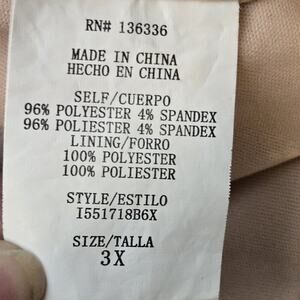 RN# 136336
MADE IN CHINA
HECHO EN CHINA
SELF/CUERPO
96% POLYESTER 4% SPANDEX
96% POLIESTER 4% SPANDEX
LINING/FORRO
100% POLYESTER
100% POLIESTER
STYLE/ESTILO
I551718B6X
SIZE/TALLA
3X